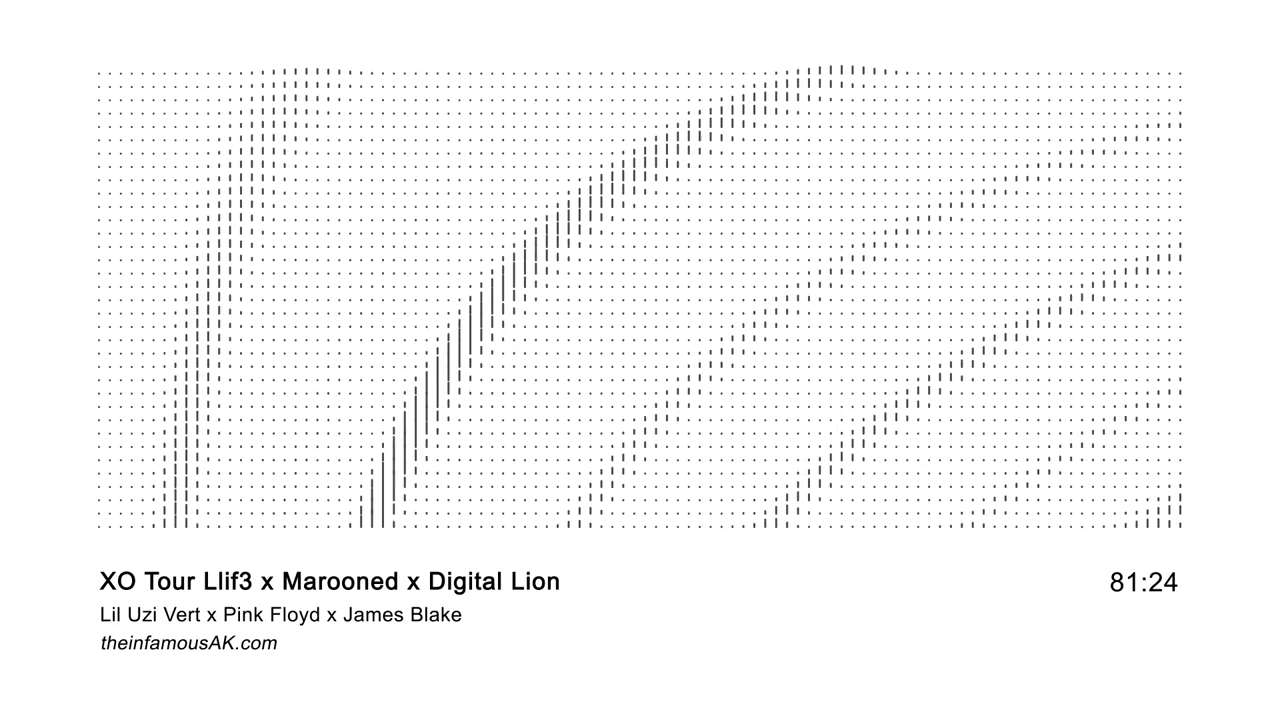 XO Tour Llif3 x Marooned x Digital Lion
81:24
Lil Uzi Vert x Pink Floyd x James Blake
theinfamousAK.com